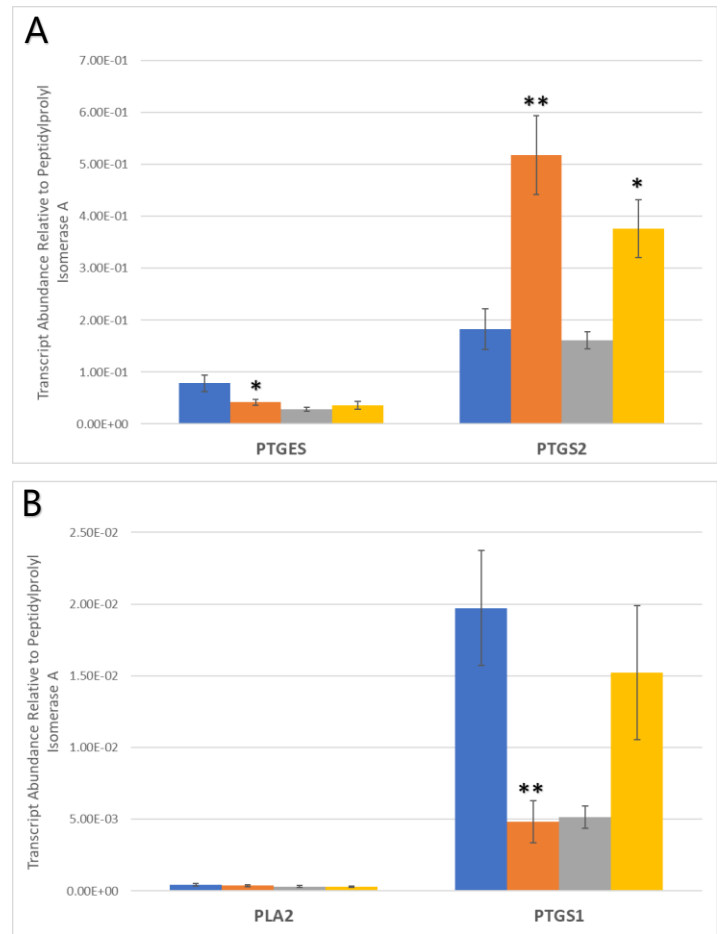 A
Transcript Abundance Relative to Peptidylprolyl
Isomerase A
7.00E-01
6.00E-01
5.00E-01
4.00E-01
3.00E-01
2.00E-01
1.00E-01
0.00E+00
*
**
*
PTGES
PTGS2
B
Transcript Abundance Relative to Peptidylprolyl
Isomerase A
2.50E-02
2.00E-02
1.50E-02
1.00E-02
5.00E-03
0.00E+00
**
PLA2
PTGS1